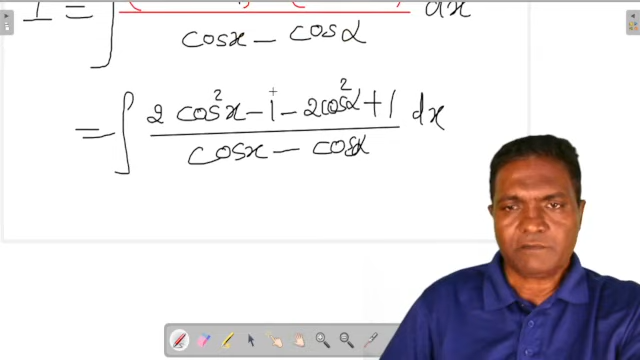 I = ∫ dx
cosx − cosα
= ∫ 2cos²x − 1 − 2cos²α + 1 dx
cosx − cosα